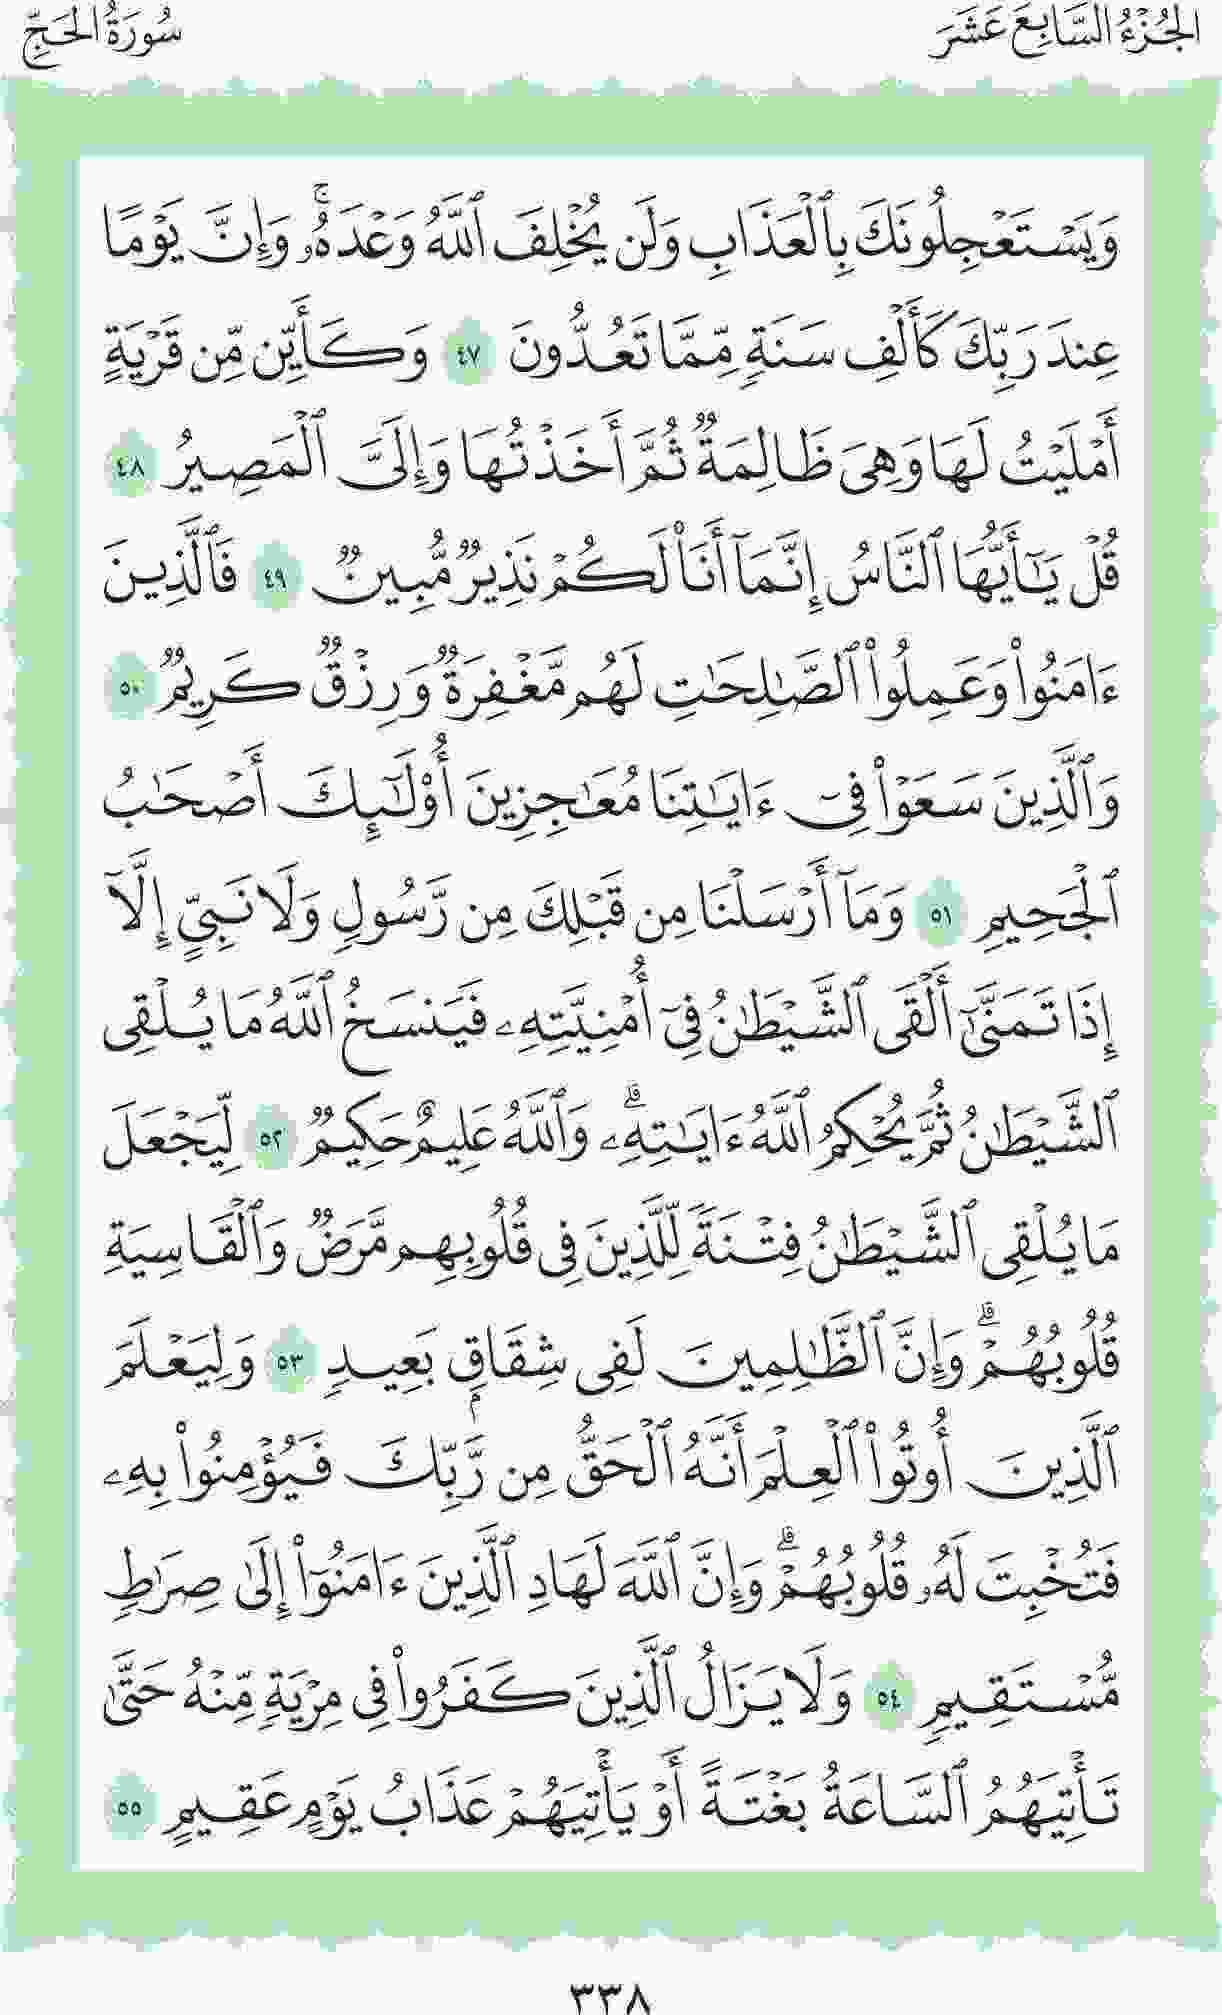 الجُزْءُ السَّابِعَ عَشَرَ
سُورَةُ الحَجِّ
وَيَسْتَعْجِلُونَكَ بِٱلْعَذَابِ وَلَن يُخْلِفَ ٱللَّهُ وَعْدَهُۥۚ وَإِنَّ يَوْمًا
عِندَ رَبِّكَ كَأَلْفِ سَنَةٍ مِّمَّا تَعُدُّونَ ٤٧ وَكَأَيِّن مِّن قَرْيَةٍ
أَمْلَيْتُ لَهَا وَهِىَ ظَالِمَةٌ ثُمَّ أَخَذْتُهَا وَإِلَىَّ ٱلْمَصِيرُ ٤٨
قُلْ يَٰٓأَيُّهَا ٱلنَّاسُ إِنَّمَآ أَنَا۠ لَكُمْ نَذِيرٌ مُّبِينٌ ٤٩ فَٱلَّذِينَ
ءَامَنُوا۟ وَعَمِلُوا۟ ٱلصَّٰلِحَٰتِ لَهُم مَّغْفِرَةٌ وَرِزْقٌ كَرِيمٌ ٥٠
وَٱلَّذِينَ سَعَوْا۟ فِىٓ ءَايَٰتِنَا مُعَٰجِزِينَ أُو۟لَٰٓئِكَ أَصْحَٰبُ
ٱلْجَحِيمِ ٥١ وَمَآ أَرْسَلْنَا مِن قَبْلِكَ مِن رَّسُولٍ وَلَا نَبِىٍّ إِلَّآ
إِذَا تَمَنَّىٰٓ أَلْقَى ٱلشَّيْطَٰنُ فِىٓ أُمْنِيَّتِهِۦ فَيَنسَخُ ٱللَّهُ مَا يُلْقِى
ٱلشَّيْطَٰنُ ثُمَّ يُحْكِمُ ٱللَّهُ ءَايَٰتِهِۦۗ وَٱللَّهُ عَلِيمٌ حَكِيمٌ ٥٢ لِّيَجْعَلَ
مَا يُلْقِى ٱلشَّيْطَٰنُ فِتْنَةً لِّلَّذِينَ فِى قُلُوبِهِم مَّرَضٌ وَٱلْقَاسِيَةِ
قُلُوبُهُمْۗ وَإِنَّ ٱلظَّٰلِمِينَ لَفِى شِقَاقٍۭ بَعِيدٍ ٥٣ وَلِيَعْلَمَ
ٱلَّذِينَ أُوتُوا۟ ٱلْعِلْمَ أَنَّهُ ٱلْحَقُّ مِن رَّبِّكَ فَيُؤْمِنُوا۟ بِهِۦ
فَتُخْبِتَ لَهُۥ قُلُوبُهُمْۗ وَإِنَّ ٱللَّهَ لَهَادِ ٱلَّذِينَ ءَامَنُوٓا۟ إِلَىٰ صِرَٰطٍ
مُّسْتَقِيمٍ ٥٤ وَلَا يَزَالُ ٱلَّذِينَ كَفَرُوا۟ فِى مِرْيَةٍ مِّنْهُ حَتَّىٰ
تَأْتِيَهُمُ ٱلسَّاعَةُ بَغْتَةً أَوْ يَأْتِيَهُمْ عَذَابُ يَوْمٍ عَقِيمٍ ٥٥
٣٣٨